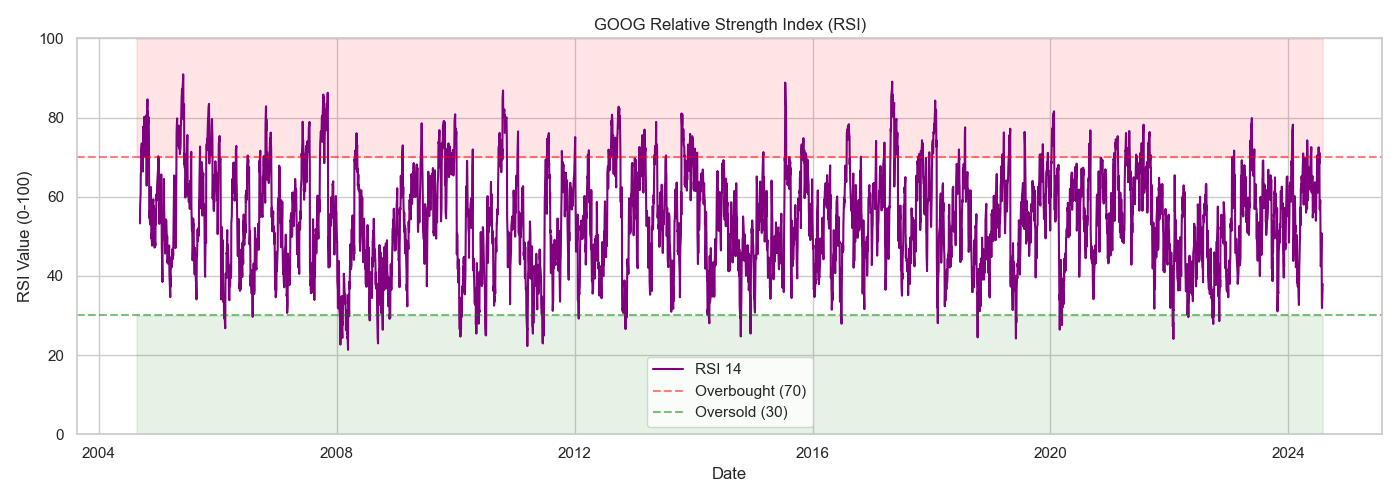 GOOG Relative Strength Index (RSI)
100
80
60
40
20
0
RSI Value (0-100)
RSI 14
Overbought (70)
Oversold (30)
2004 2008 2012 2016 2020 2024
Date